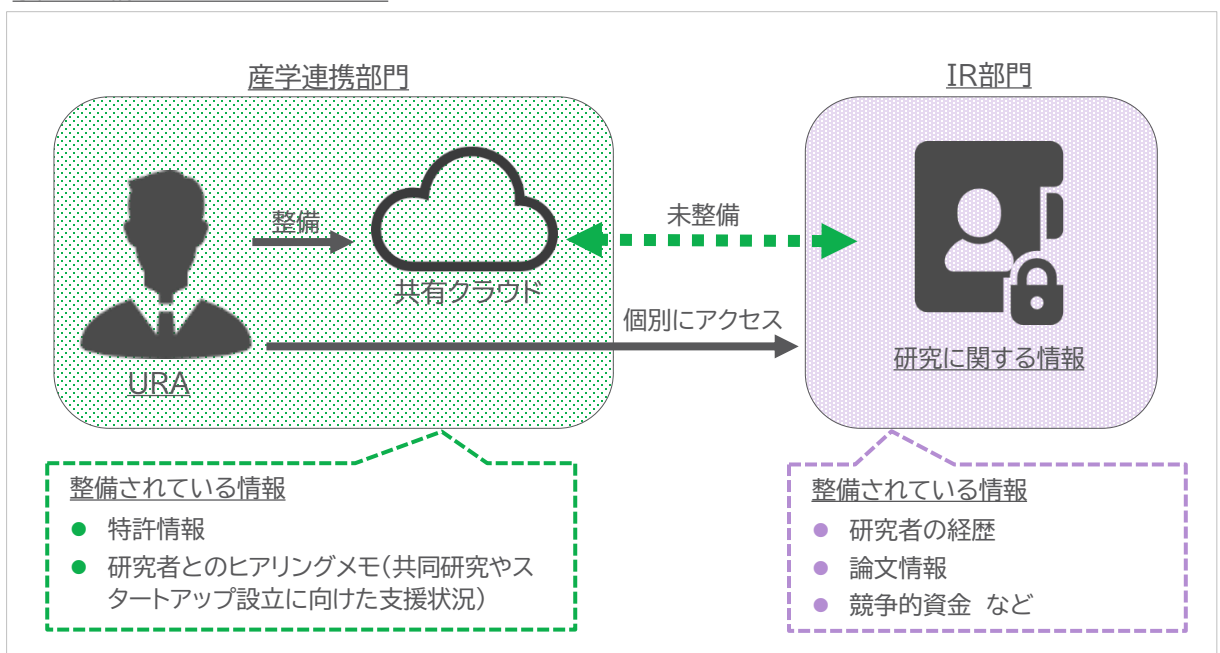 産学連携部門
IR部門
整備
未整備
共有クラウド
個別にアクセス
URA
研究に関する情報
整備されている情報
● 特許情報
● 研究者とのヒアリングメモ(共同研究やス
タートアップ設立に向けた支援状況)
整備されている情報
● 研究者の経歴
● 論文情報
● 競争的資金 など